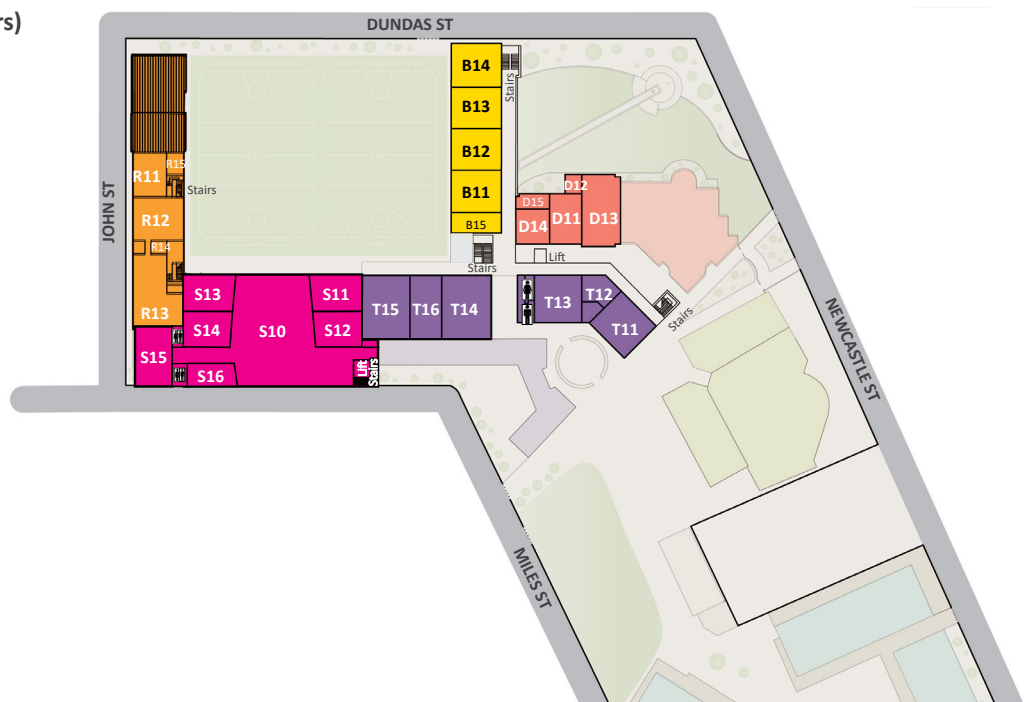 rs)
DUNDAS ST
B14
Stairs
B13
B12
B11
B15
Stairs
R15
R11
Stairs
JOHN ST
R12
R14
R13
D12
D15
D14
D11
D13
Lift
S13
S11
S14
S10
S12
S15
S16
Lift
Stairs
T15
T16
T14
T13
T12
T11
Stairs
NEWCASTLE ST
MILES ST